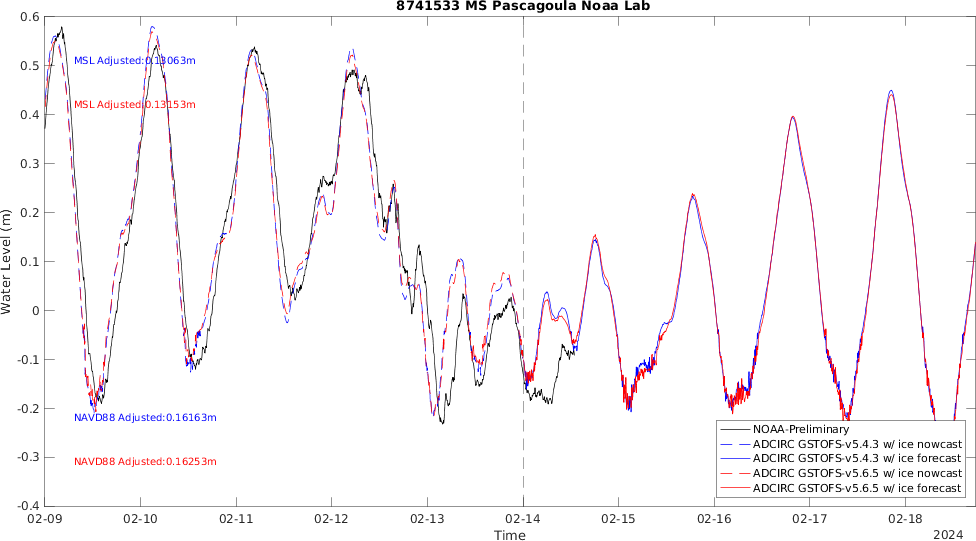 8741533 MS Pascagoula Noaa Lab
0.6
0.5
0.4
0.3
0.2
0.1
0
-0.1
-0.2
-0.3
-0.4
Water Level (m)
MSL Adjusted:0.13063m
MSL Adjusted:0.13153m
NAVD88 Adjusted:0.16163m
NAVD88 Adjusted:0.16253m
NOAA-Preliminary
ADCIRC GSTOFS-v5.4.3 w/ ice nowcast
ADCIRC GSTOFS-v5.4.3 w/ ice forecast
ADCIRC GSTOFS-v5.6.5 w/ ice nowcast
ADCIRC GSTOFS-v5.6.5 w/ ice forecast
02-09 02-10 02-11 02-12 02-13 02-14 02-15 02-16 02-17 02-18
Time
2024